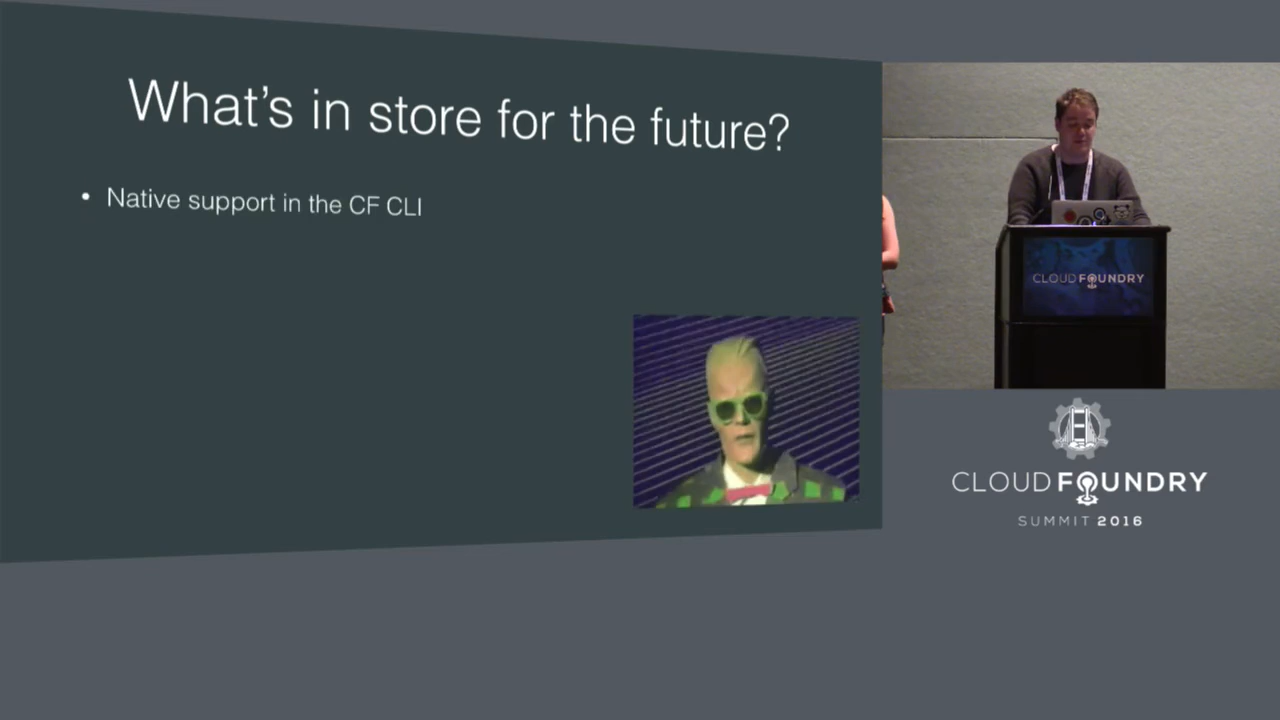 What's in store for the future?
• Native support in the CF CLI
CLOUD FOUNDRY
CLOUD FOUNDRY
SUMMIT 2016